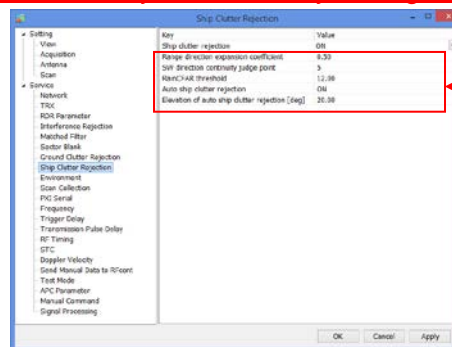 Ship Clutter Rejection
Setting
View
Acquisition
Antenna
Scan
Service
Network
TRX
RDR Parameter
Interference Rejection
Matched Filter
Sector Blank
Ground Clutter Rejection
Ship Clutter Rejection
Environment
Scan Collection
PXI Serial
Frequency
Trigger Delay
Transmission Pulse Delay
RF Timing
STC
Doppler Velocity
Send Manual Data to RFcont
Test Mode
APC Parameter
Manual Command
Signal Processing
Key Value
Ship clutter rejection ON
Range direction expansion coefficient 0.50
SW direction continuity judge point 5
RainCFAR threshold 12.00
Auto ship clutter rejection ON
Elevation of auto ship clutter rejection [deg] 20.00
OK Cancel Apply